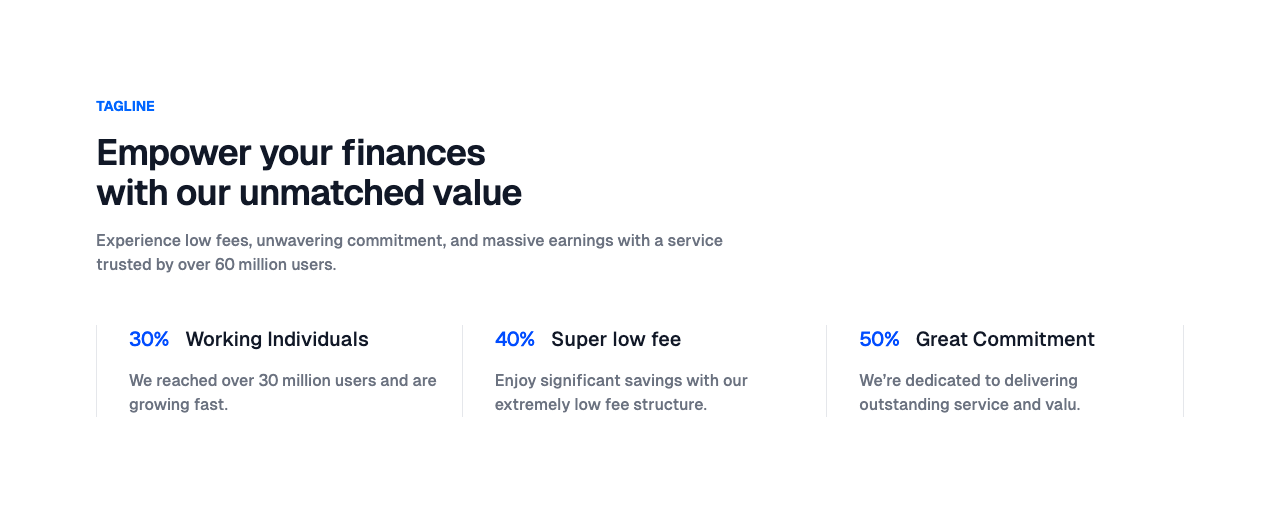 TAGLINE
Empower your finances
with our unmatched value
Experience low fees, unwavering commitment, and massive earnings with a service
trusted by over 60 million users.
30% Working Individuals
We reached over 30 million users and are
growing fast.
40% Super low fee
Enjoy significant savings with our
extremely low fee structure.
50% Great Commitment
We’re dedicated to delivering
outstanding service and valu.